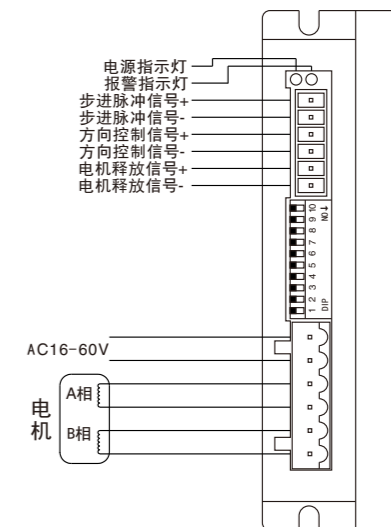 电源指示灯
报警指示灯
步进脉冲信号+
步进脉冲信号-
方向控制信号+
方向控制信号-
电机释放信号+
电机释放信号-
1 2 3 4 5 6 7 8 9 10
DIP
ON↓
AC16-60V
电机
A相
B相